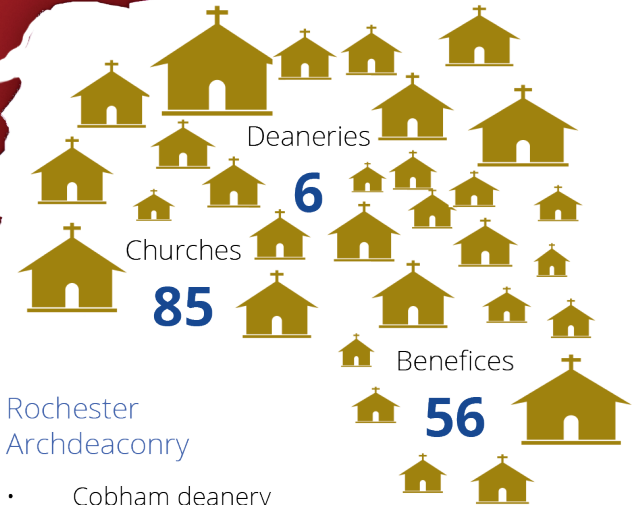 Deaneries
6
Churches
85
Benefices
56
Rochester
Archdeaconry
• Cobham deanery